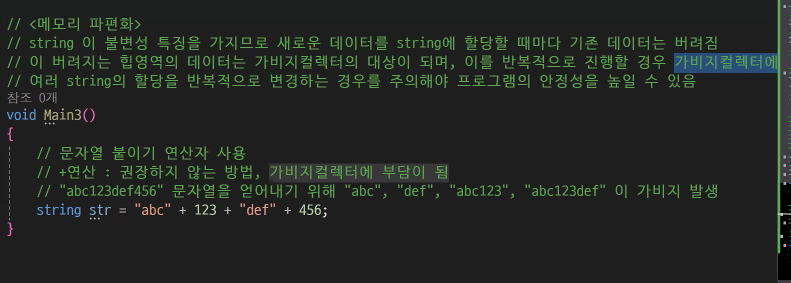 // <메모리 파편화>
// string 이 불변성 특징을 가지므로 새로운 데이터를 string에 할당할 때마다 기존 데이터는 버려짐
// 이 버려지는 힙영역의 데이터는 가비지컬렉터의 대상이 되며, 이를 반복적으로 진행할 경우 가비지컬렉터에
// 여러 string의 할당을 반복적으로 변경하는 경우를 주의해야 프로그램의 안정성을 높일 수 있음
참조 0개
void Main3()
{
// 문자열 붙이기 연산자 사용
// +연산 : 권장하지 않는 방법, 가비지컬렉터에 부담이 됨
// "abc123def456" 문자열을 얻어내기 위해 "abc", "def", "abc123", "abc123def" 이 가비지 발생
string str = "abc" + 123 + "def" + 456;
}